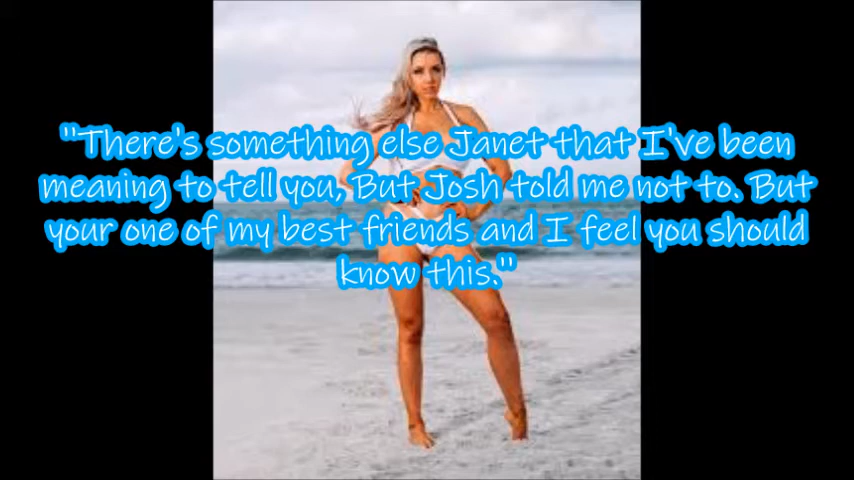 "There's something else Janet that I've been
meaning to tell you, But Josh told me not to. But
your one of my best friends and I feel you should
know this."